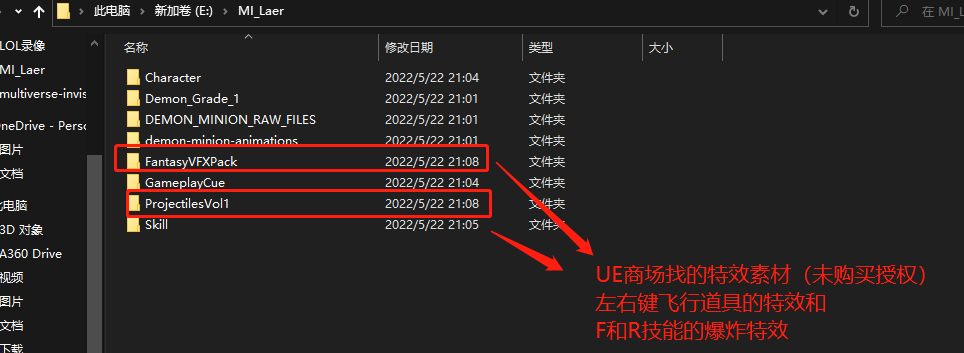 此电脑 › 新加卷 (E:) › MI_Laer
在 MI_L
名称 修改日期 类型 大小
LOL录像
MI_Laer
multiverse-invis
OneDrive - Perso
图片
文档
此电脑
3D 对象
A360 Drive
视频
图片
文档
下载
Character 2022/5/22 21:04 文件夹
Demon_Grade_1 2022/5/22 21:01 文件夹
DEMON_MINION_RAW_FILES 2022/5/22 21:01 文件夹
demon-minion-animations 2022/5/22 21:01 文件夹
FantasyVFXPack 2022/5/22 21:08 文件夹
GameplayCue 2022/5/22 21:04 文件夹
ProjectilesVol1 2022/5/22 21:08 文件夹
Skill 2022/5/22 21:05 文件夹
UE商场找的特效素材（未购买授权）
左右键飞行道具的特效和
F和R技能的爆炸特效